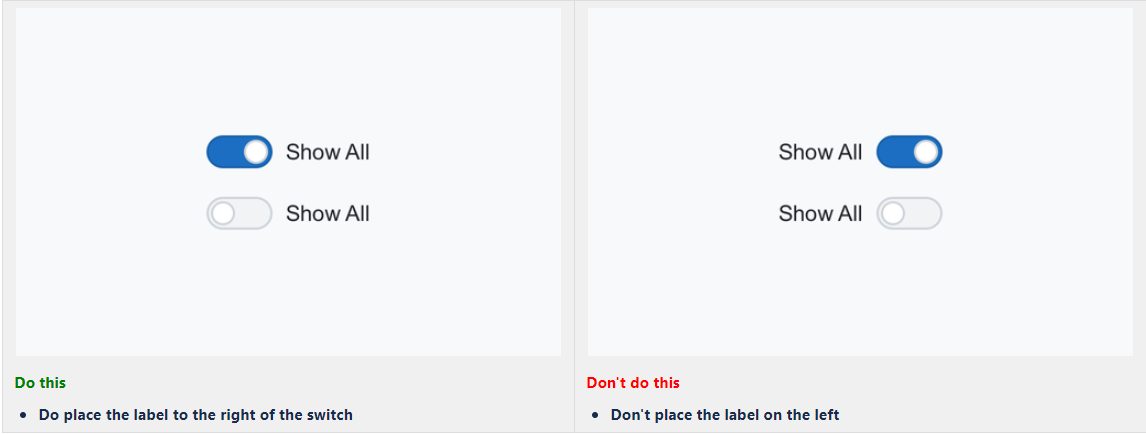 Show All
Show All
Do this
Do place the label to the right of the switch
Show All
Show All
Don't do this
Don't place the label on the left